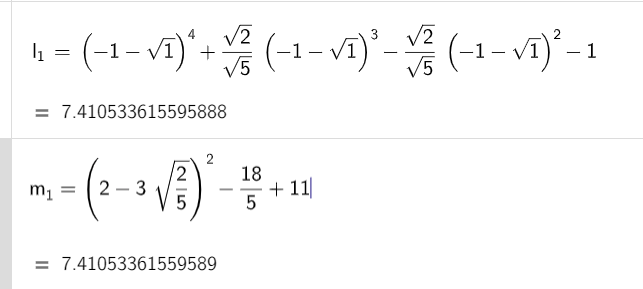 l₁ = (−1 − √1)⁴ + √2/√5 (−1 − √1)³ − √2/√5 (−1 − √1)² − 1
= 7.410533615595888
m₁ = (2 − 3 √(2/5))² − 18/5 + 11
= 7.41053361559589